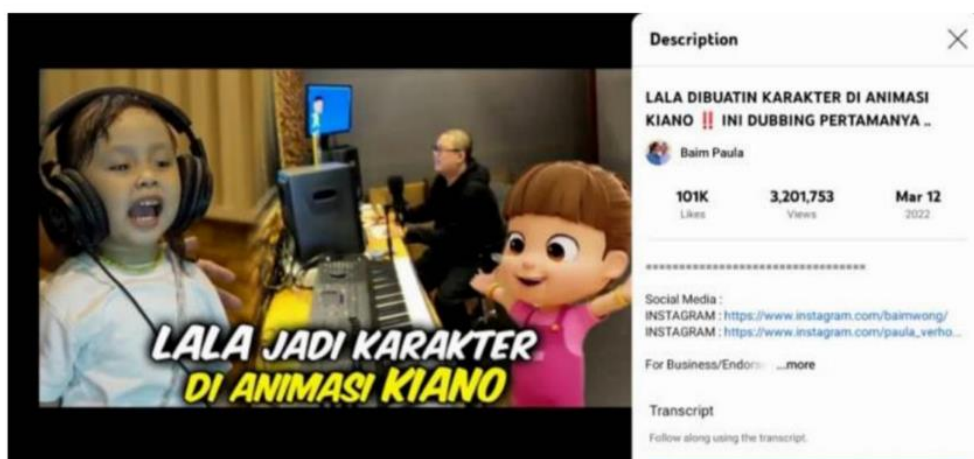 LALA JADI KARAKTER
DI ANIMASI KIANO
Description
LALA DIBUATIN KARAKTER DI ANIMASI
KIANO ‼ INI DUBBING PERTAMANYA ..
Baim Paula
101K 3,201,753 Mar 12
Likes Views 2022
==================================
Social Media :
INSTAGRAM : https://www.instagram.com/baimwong/
INSTAGRAM : https://www.instagram.com/paula_verho...
For Business/Endors ...more
Transcript
Follow along using the transcript.